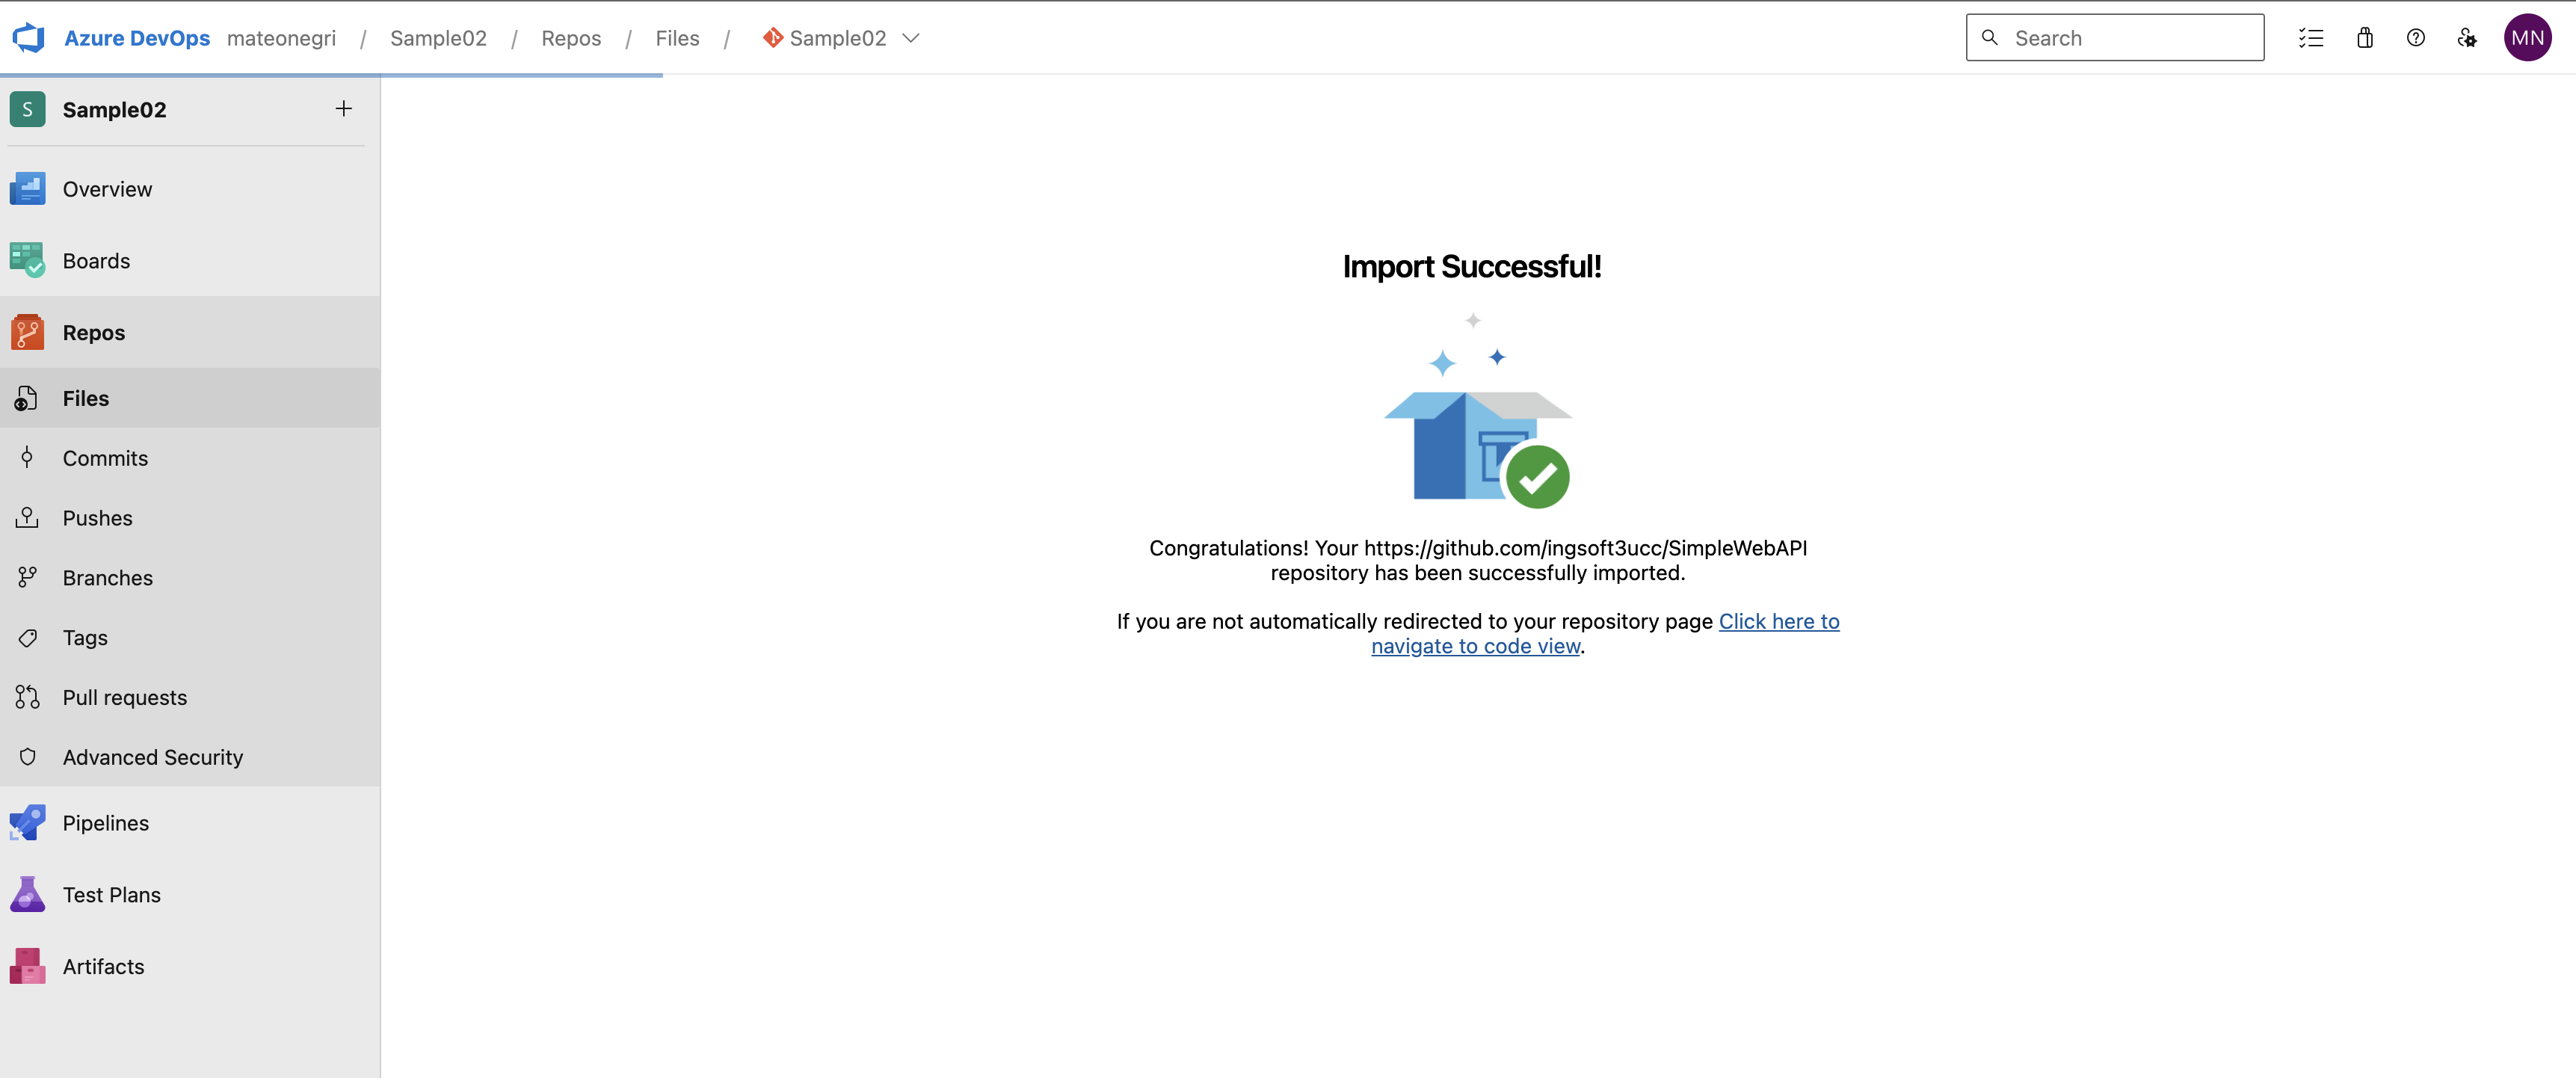 Azure DevOps mateonegri / Sample02 / Repos / Files / Sample02
Search
MN
S Sample02
Overview
Boards
Repos
Files
Commits
Pushes
Branches
Tags
Pull requests
Advanced Security
Pipelines
Test Plans
Artifacts
Import Successful!
Congratulations! Your https://github.com/ingsoft3ucc/SimpleWebAPI
repository has been successfully imported.
If you are not automatically redirected to your repository page Click here to
navigate to code view.